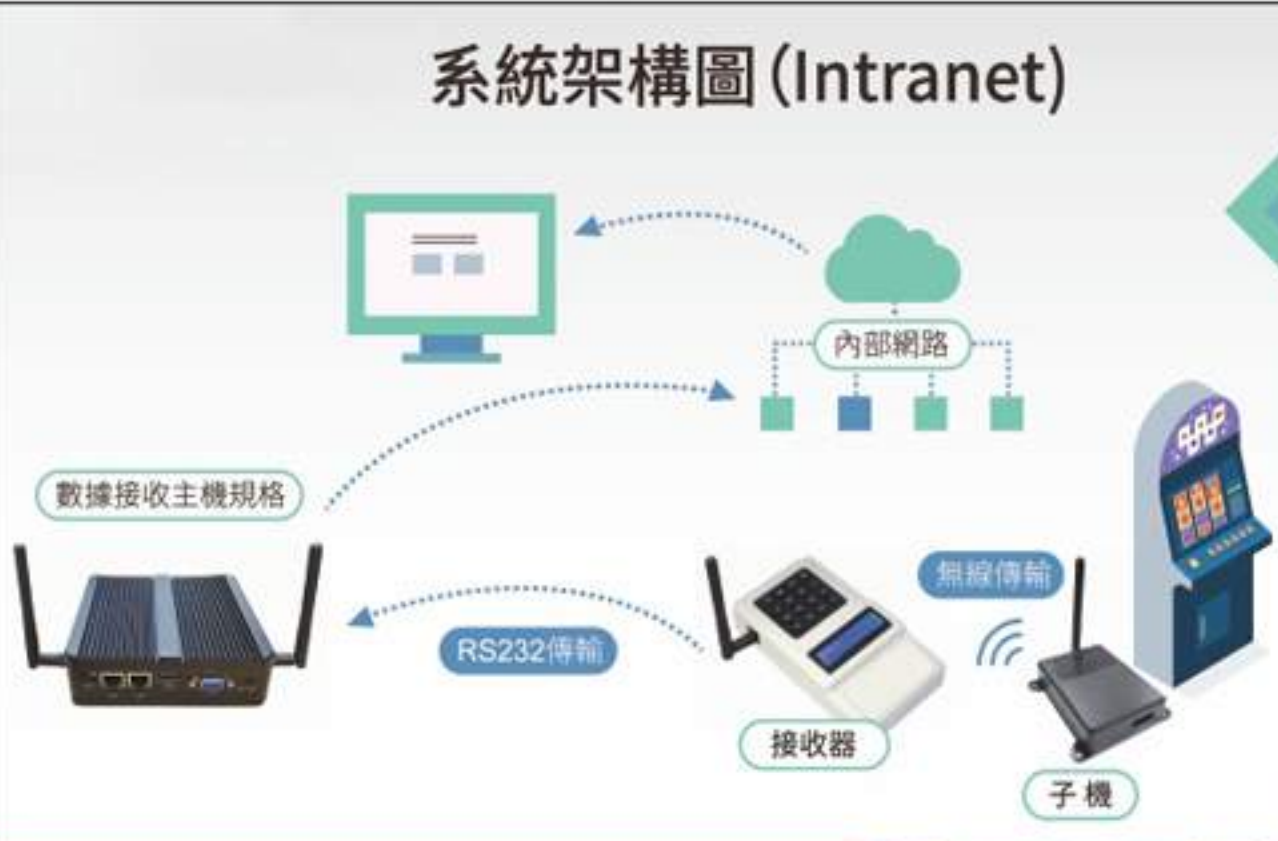 系統架構圖(Intranet)
內部網路
數據接收主機規格
無線傳輸
RS232傳輸
接收器
子機